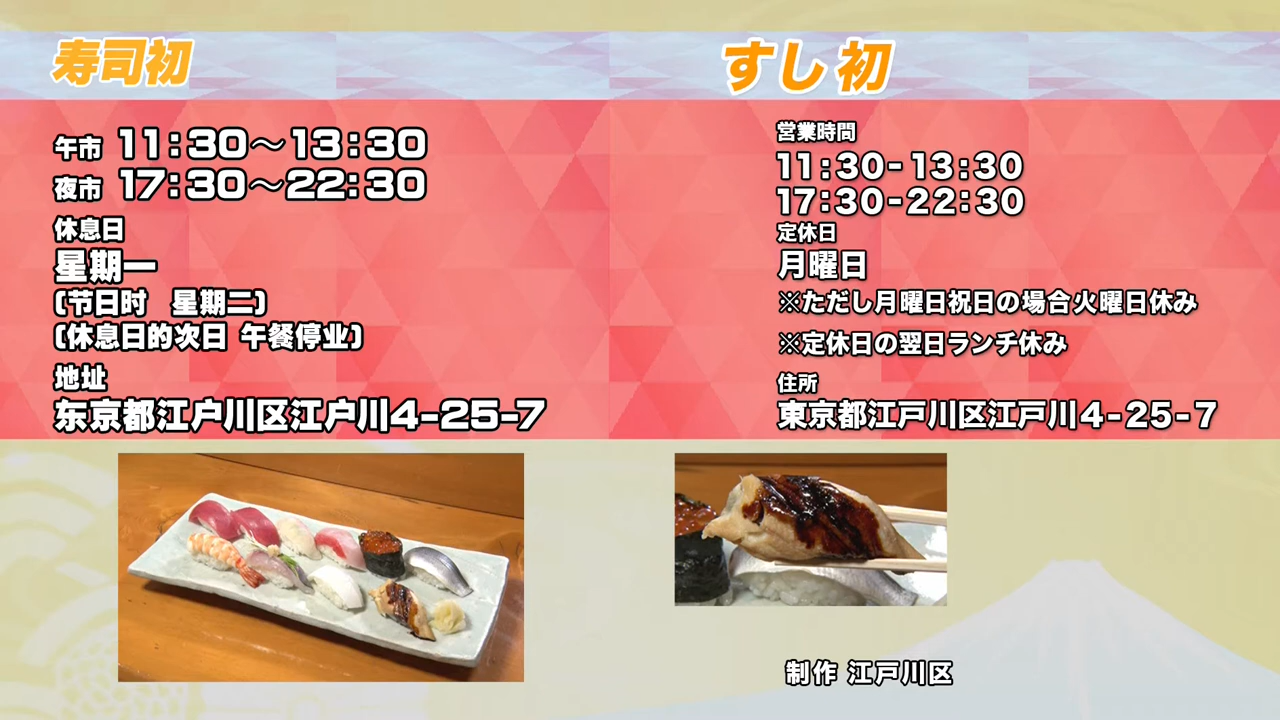 寿司初
午市 11:30～13:30
夜市 17:30～22:30
休息日
星期一
(节日时　星期二)
(休息日的次日 午餐停业)
地址
东京都江户川区江户川4-25-7
すし初
営業時間
11:30-13:30
17:30-22:30
定休日
月曜日
※ただし月曜日祝日の場合火曜日休み
※定休日の翌日ランチ休み
住所
東京都江戸川区江戸川4-25-7
制作 江戸川区